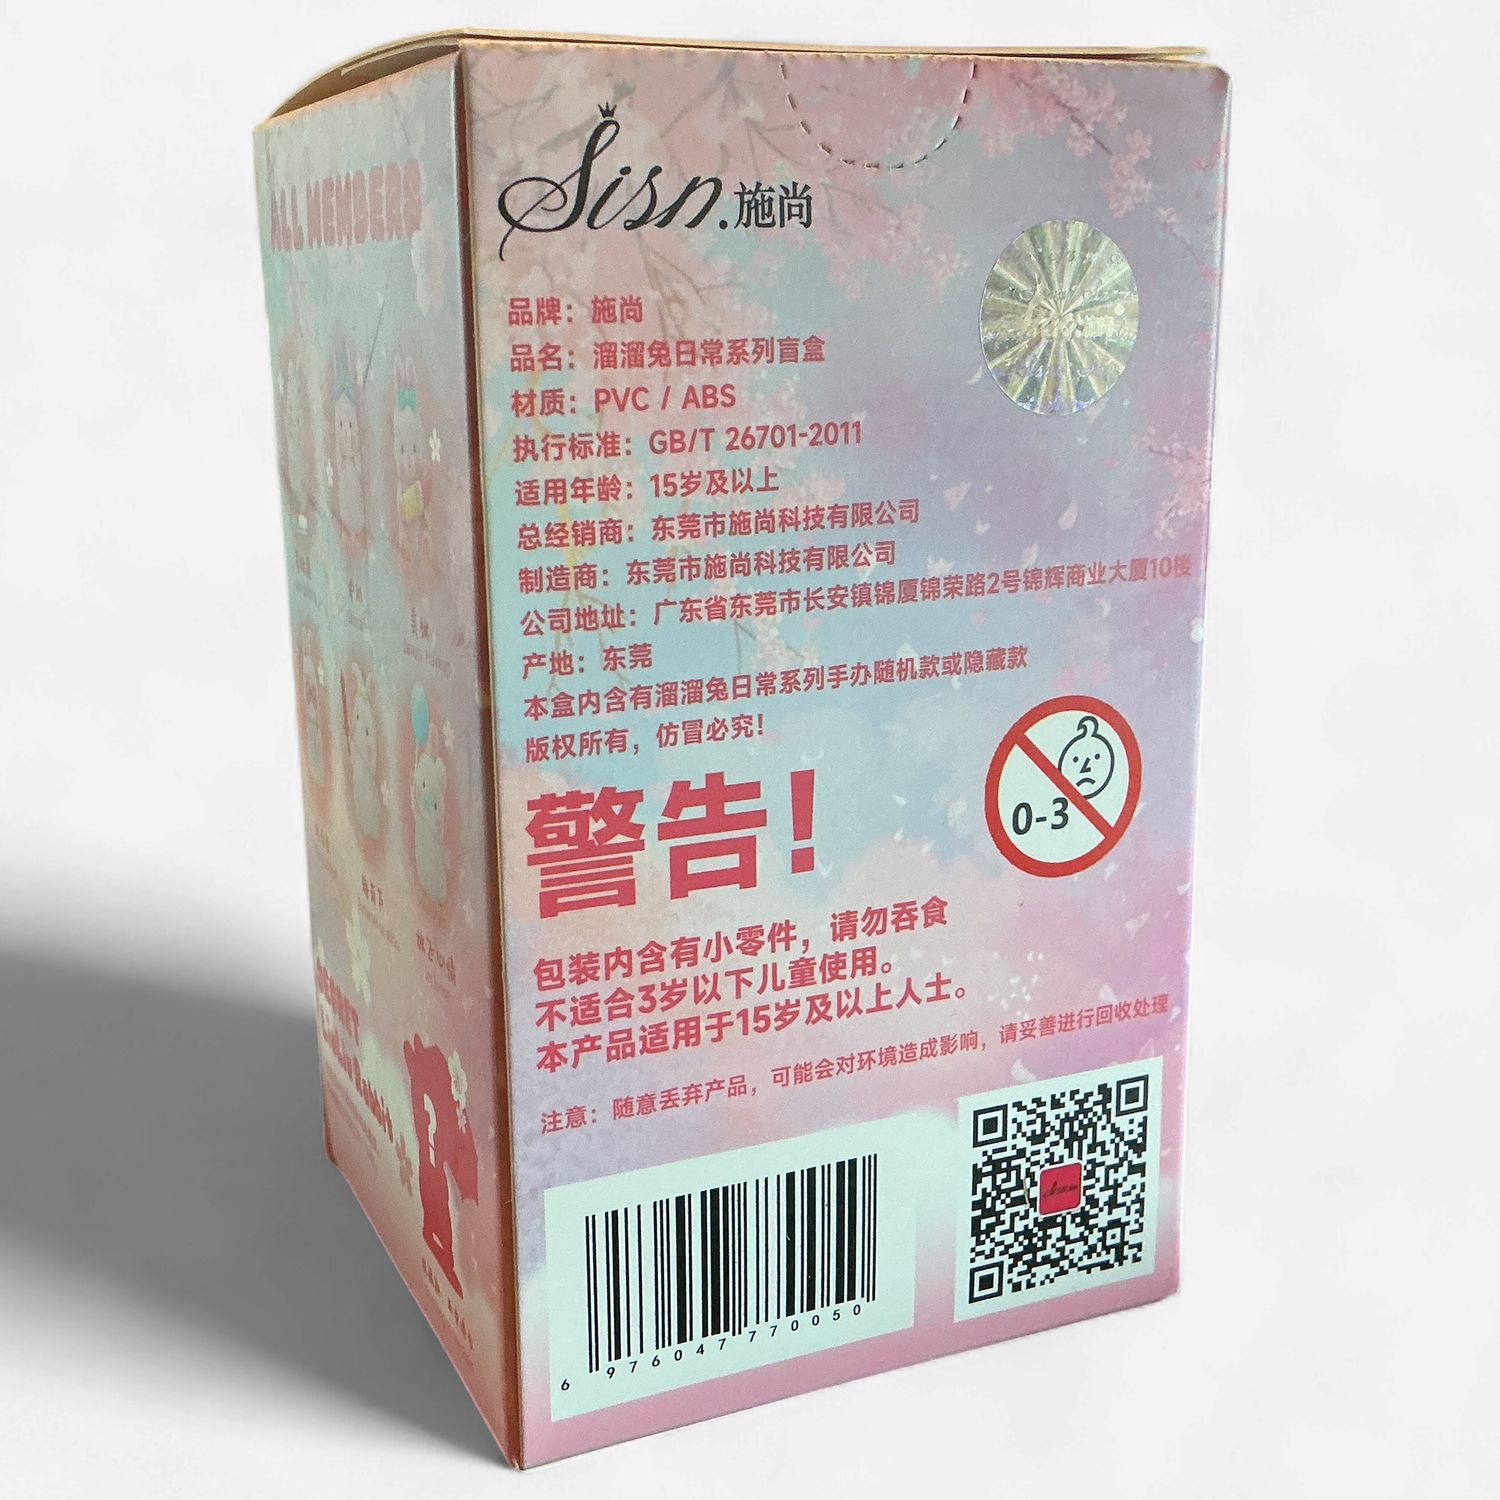 ALL MEMBERS
SECRET
Rabbit
?
Sisn.施尚
品牌：施尚
品名：溜溜兔日常系列盲盒
材质：PVC / ABS
执行标准：GB/T 26701-2011
适用年龄：15岁及以上
总经销商：东莞市施尚科技有限公司
制造商：东莞市施尚科技有限公司
公司地址：广东省东莞市长安镇锦厦锦荣路2号锦辉商业大厦10楼
产地：东莞
本盒内含有溜溜兔日常系列手办随机款或隐藏款
版权所有，仿冒必究！
0-3
警告！
包装内含有小零件，请勿吞食
不适合3岁以下儿童使用。
本产品适用于15岁及以上人士。
注意：随意丢弃产品，可能会对环境造成影响，请妥善进行回收处理
6 976047 770050